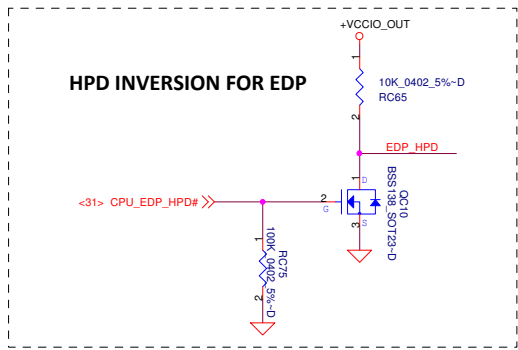 +VCCIO_OUT
HPD INVERSION FOR EDP
1
10K_0402_5%~D
RC65
2
EDP_HPD
1
D
<31> CPU_EDP_HPD#
2
G
QC10
BSS138_SOT23~D
3
S
1
RC75
100K_0402_5%~D
2